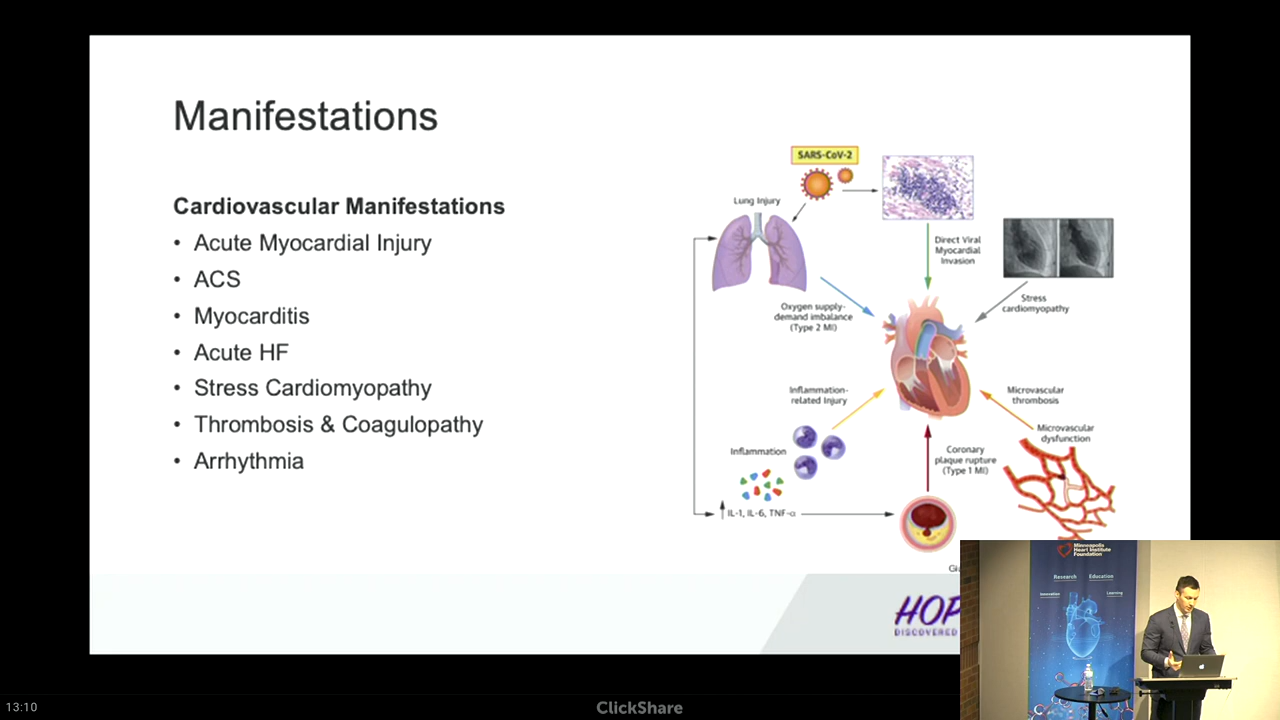 Manifestations
Cardiovascular Manifestations
• Acute Myocardial Injury
• ACS
• Myocarditis
• Acute HF
• Stress Cardiomyopathy
• Thrombosis & Coagulopathy
• Arrhythmia
SARS-CoV-2
Lung Injury
Direct Viral
Myocardial
Invasion
Oxygen supply-
demand imbalance
(Type 2 MI)
Stress
cardiomyopathy
Inflammation-
related Injury
Microvascular
thrombosis
Microvascular
dysfunction
Inflammation
Coronary
plaque rupture
(Type 1 MI)
↑ IL-1, IL-6, TNF-α
HOP
DISCOVERED
Minneapolis
Heart Institute
Foundation
Research
Education
Innovation
Learning
13:10
ClickShare